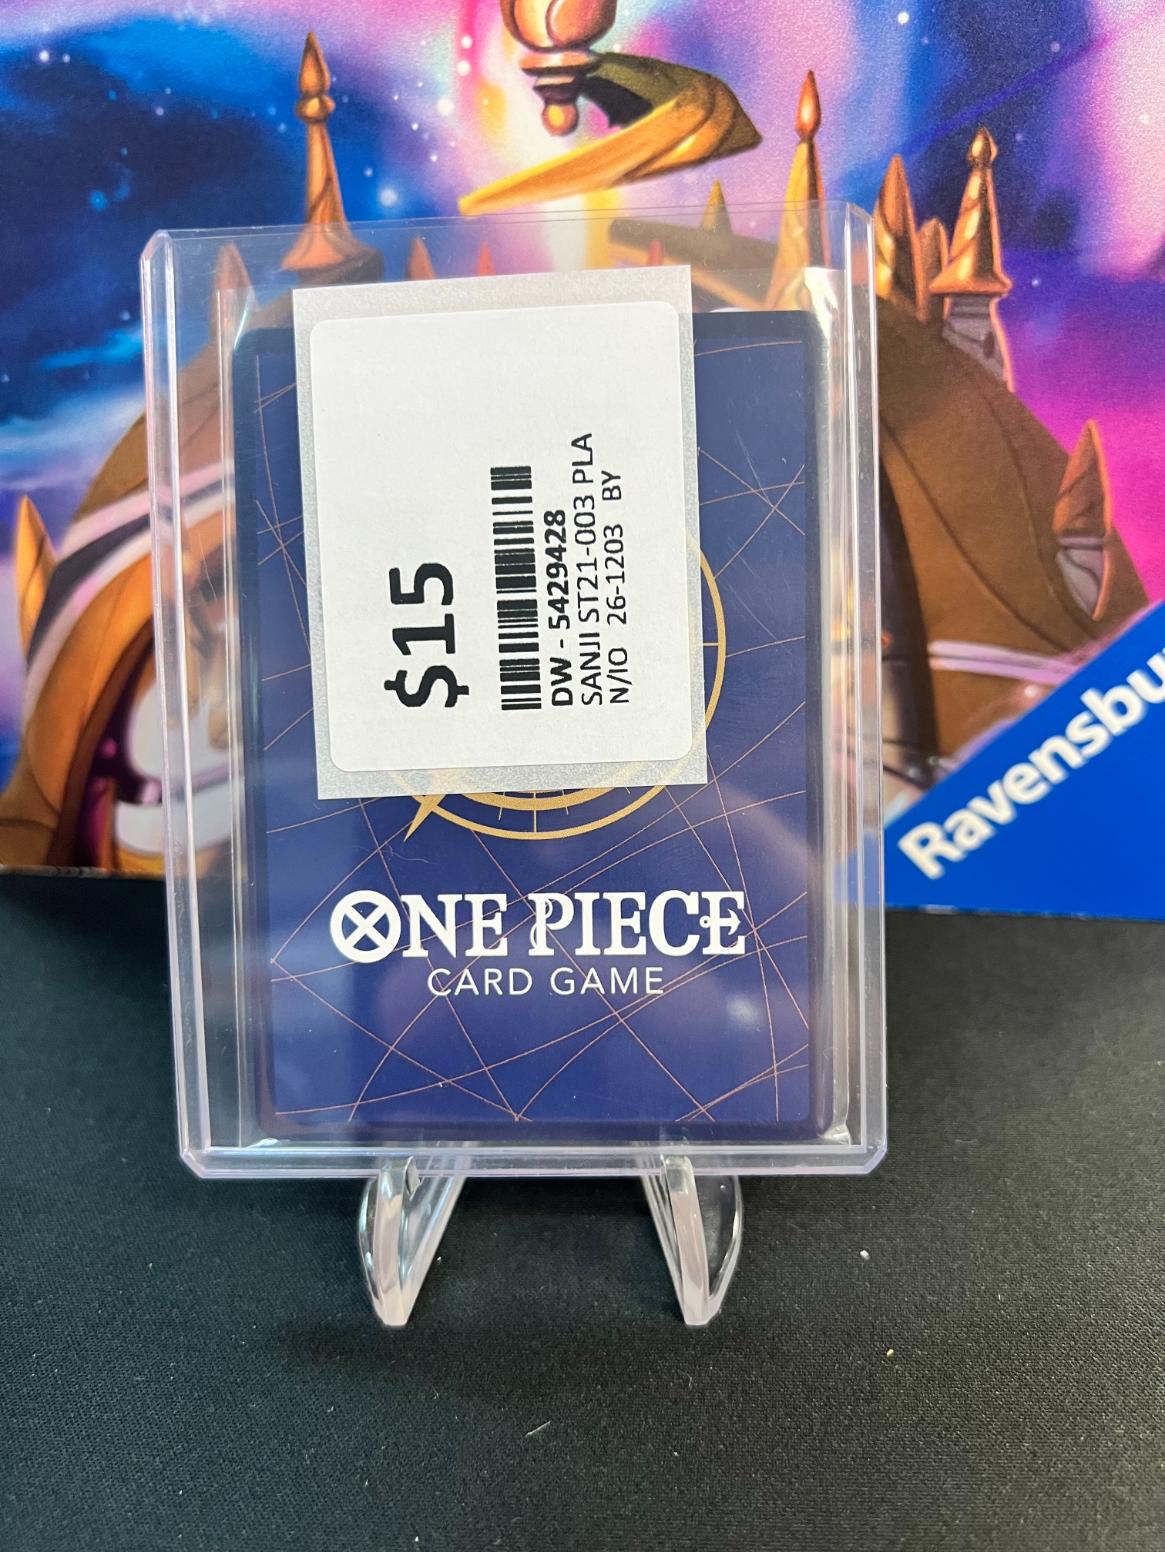 $15
DW - 5429428
SANJI ST21-003 PLA
N/IO 26-1203 BY
ONE PIECE
CARD GAME
Ravensbu